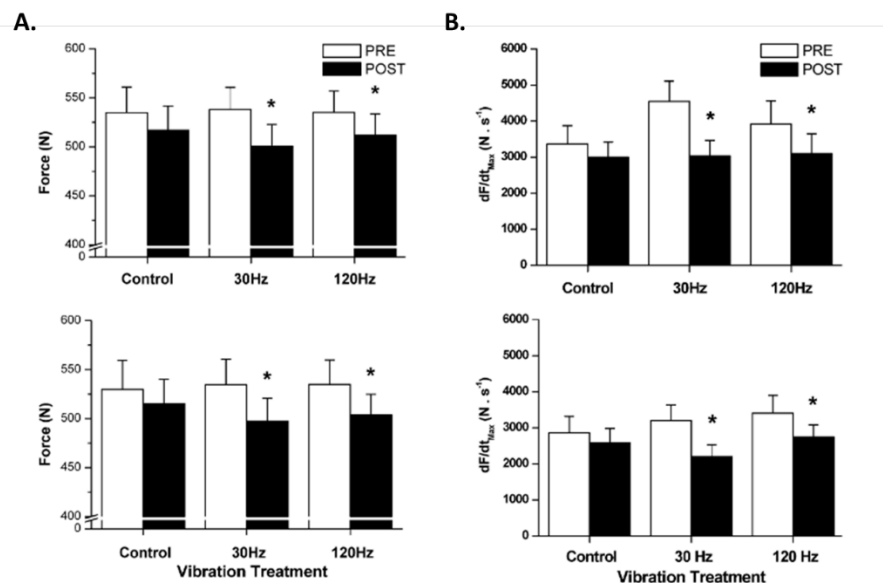 A.
600
550
500
450
400
0
Force (N)
PRE
POST
*
*
Control
30Hz
120Hz
B.
6000
5000
4000
3000
2000
1000
0
dF/dtMax (N . s-1)
PRE
POST
*
*
Control
30Hz
120Hz
600
550
500
450
400
0
Force (N)
*
*
Control
30Hz
120Hz
Vibration Treatment
6000
5000
4000
3000
2000
1000
0
dF/dtMax (N . s-1)
*
*
Control
30 Hz
120 Hz
Vibration Treatment